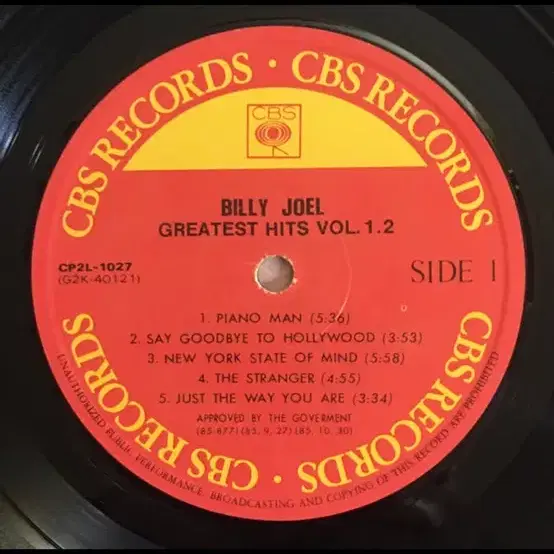 CBS RECORDS · CBS RECORDS
CBS
BILLY JOEL
GREATEST HITS VOL.1.2
CP2L-1027
(G2K-40121)
SIDE 1
1. PIANO MAN (5:36)
2. SAY GOODBYE TO HOLLYWOOD (3:53)
3. NEW YORK STATE OF MIND (5:58)
4. THE STRANGER (4:55)
5. JUST THE WAY YOU ARE (3:34)
APPROVED BY THE GOVERMENT
(85-877)(85. 9. 27)(85. 10. 30)
CBS RECORDS · CBS RECORDS
UNAUTHORIZED PUBLIC PERFORMANCE BROADCASTING AND COPYING OF THIS RECORD ARE PROHIBITED